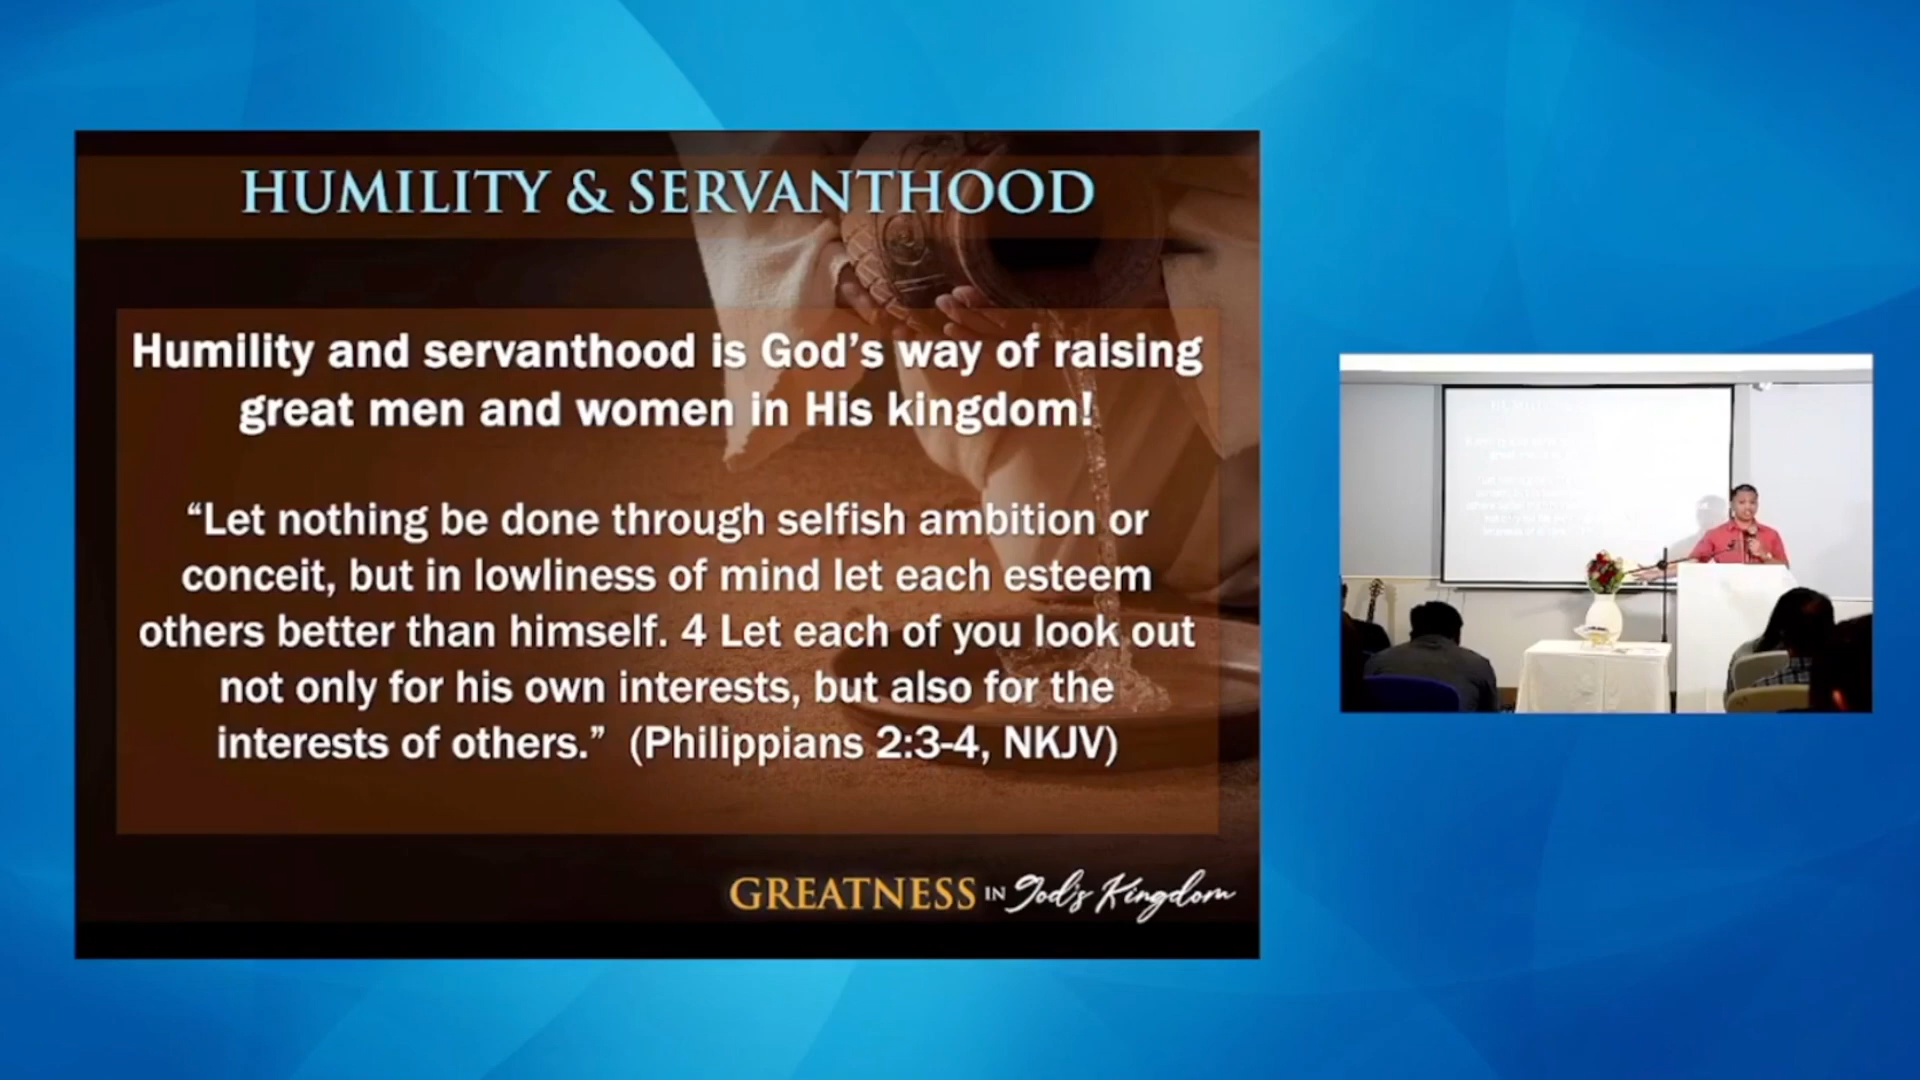 HUMILITY & SERVANTHOOD
Humility and servanthood is God's way of raising
great men and women in His kingdom!
“Let nothing be done through selfish ambition or
conceit, but in lowliness of mind let each esteem
others better than himself. 4 Let each of you look out
not only for his own interests, but also for the
interests of others.” (Philippians 2:3-4, NKJV)
GREATNESS IN God's Kingdom